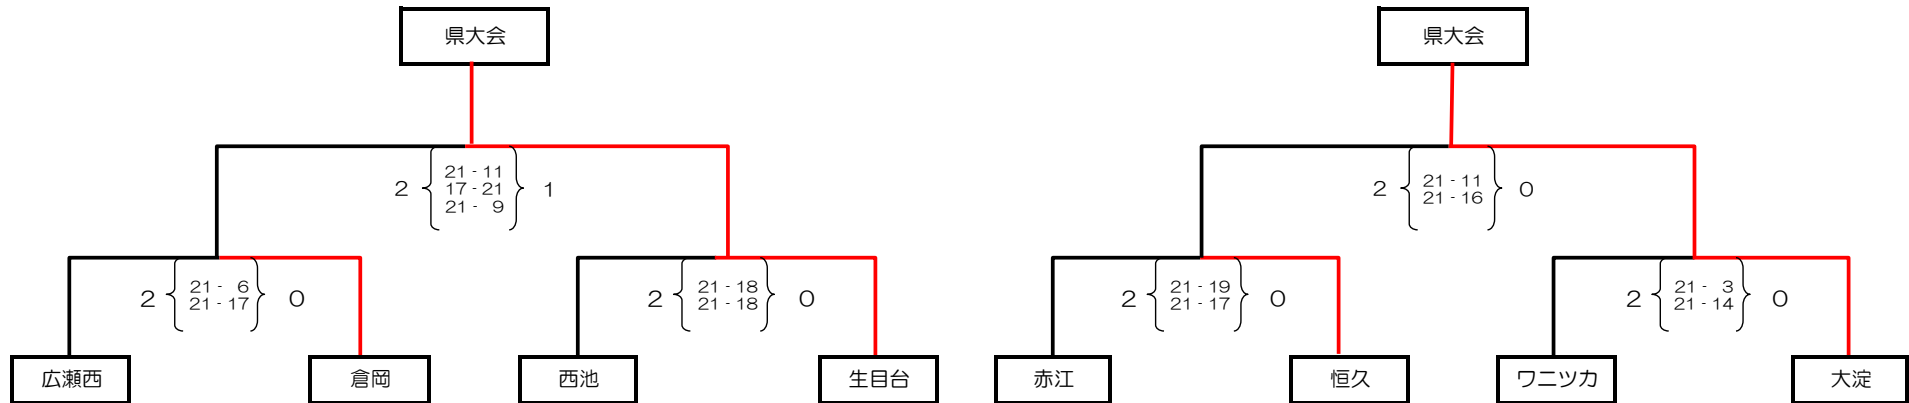 県大会
県大会
2 21 - 11 1
17 - 21
21 - 9
2 21 - 11 0
21 - 16
2 21 - 6 0
21 - 17
2 21 - 18 0
21 - 18
2 21 - 19 0
21 - 17
2 21 - 3 0
21 - 14
広瀬西
倉岡
西池
生目台
赤江
恒久
ワニツカ
大淀